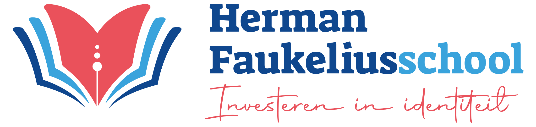 Herman
Faukeliusschool
Investeren in identiteit